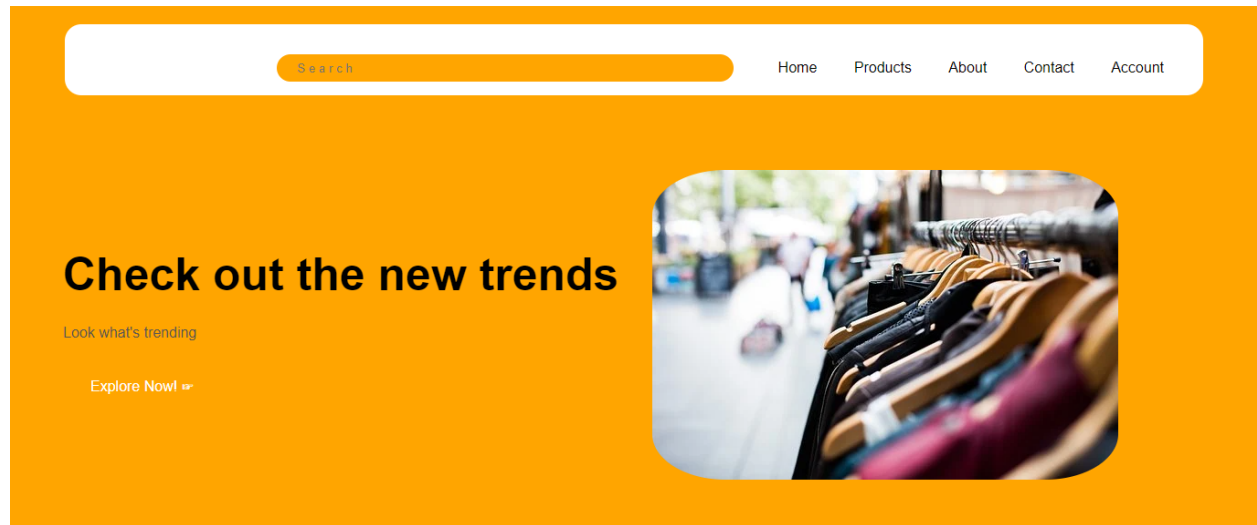 Search
Home Products About Contact Account
Check out the new trends
Look what's trending
Explore Now! ☞